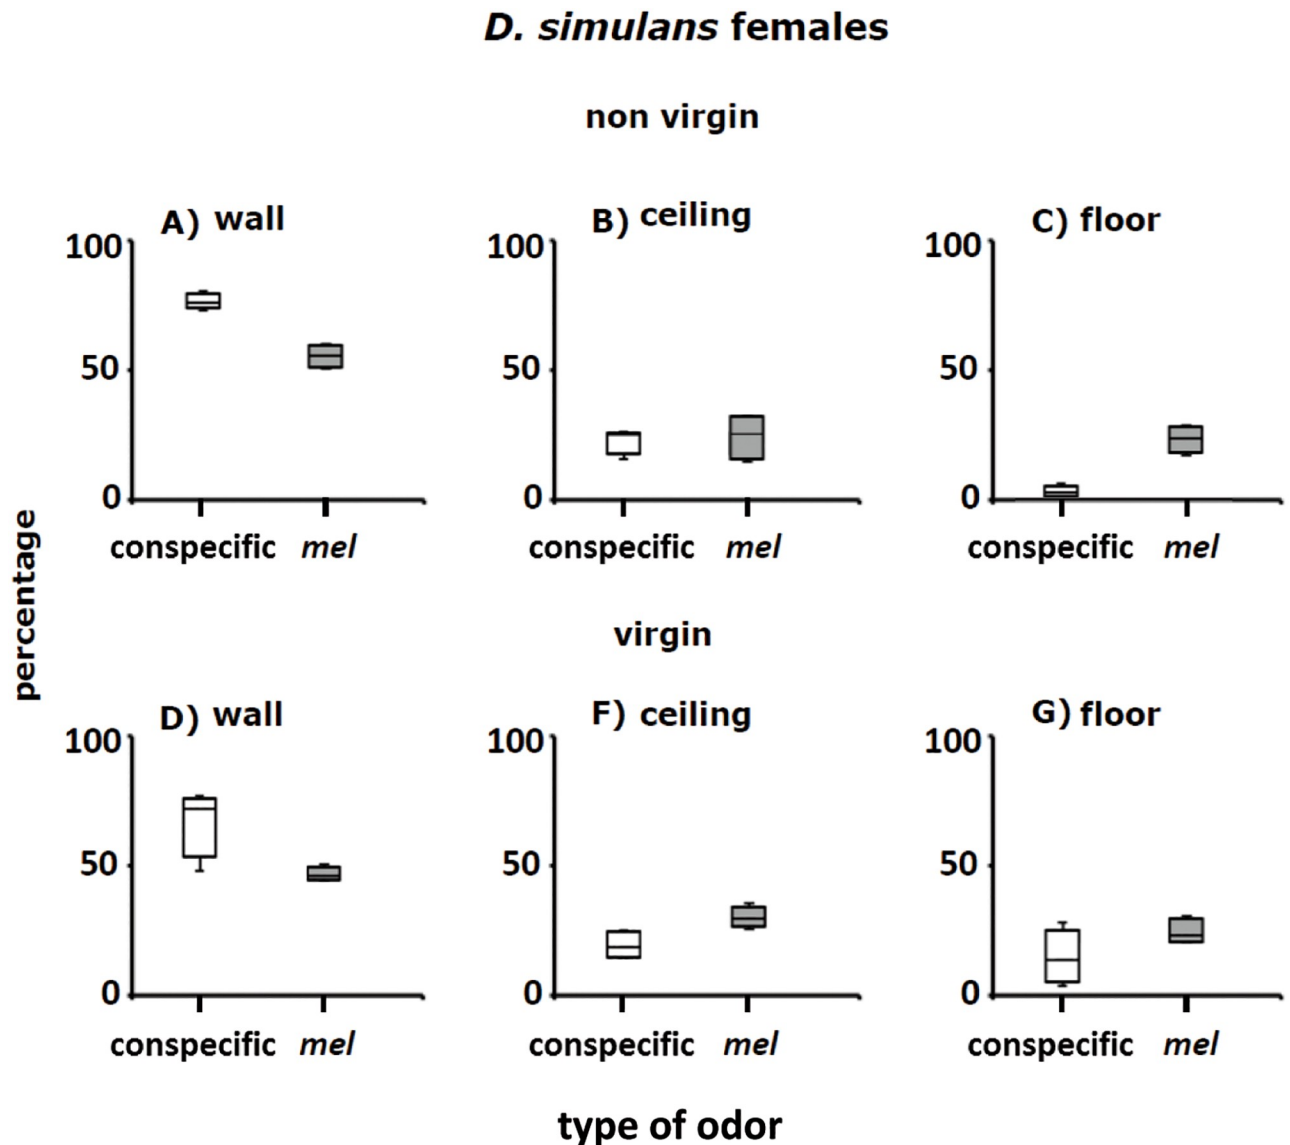 D. simulans females
non virgin
A) wall
B) ceiling
C) floor
100
50
0
conspecific mel
100
50
0
conspecific mel
100
50
0
conspecific mel
percentage
virgin
D) wall
F) ceiling
G) floor
100
50
0
conspecific mel
100
50
0
conspecific mel
100
50
0
conspecific mel
type of odor